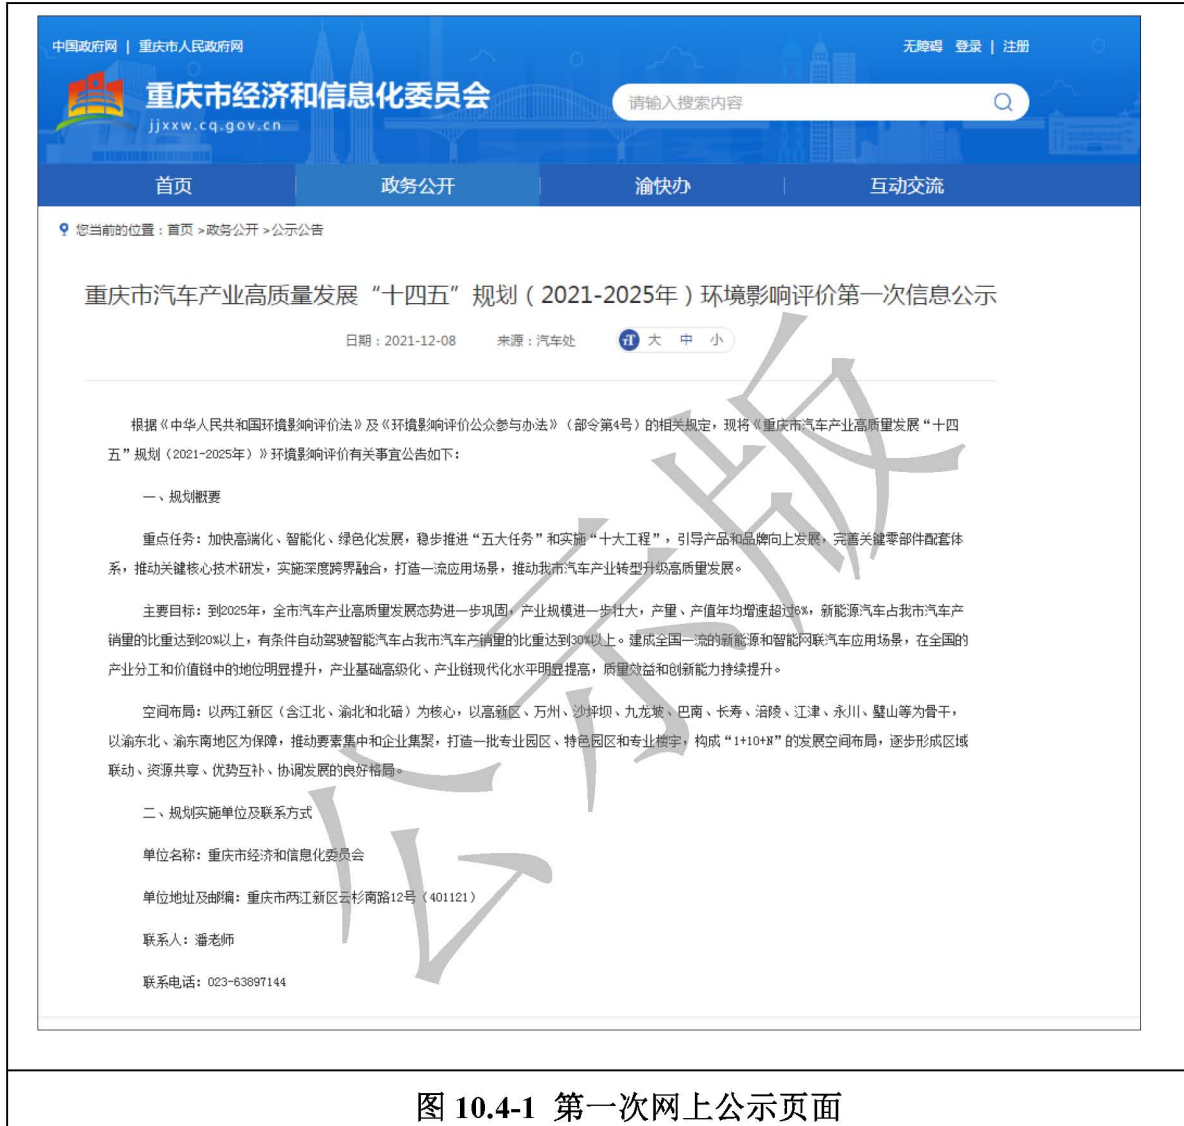 中国政府网 | 重庆市人民政府网
无障碍 登录 | 注册
重庆市经济和信息化委员会
jjxxw.cq.gov.cn
请输入搜索内容
首页 政务公开 渝快办 互动交流
您当前的位置：首页 >政务公开 >公示公告
重庆市汽车产业高质量发展“十四五”规划（2021-2025年）环境影响评价第一次信息公示
日期：2021-12-08 来源：汽车处 大 中 小
根据《中华人民共和国环境影响评价法》及《环境影响评价公众参与办法》（部令第4号）的相关规定，现将《重庆市汽车产业高质量发展“十四
五”规划（2021-2025年）》环境影响评价有关事宜公告如下：
一、规划概要
重点任务：加快高端化、智能化、绿色化发展，稳步推进“五大任务”和实施“十大工程”，引导产品和品牌向上发展，完善关键零部件配套体
系，推动关键核心技术研发，实施深度跨界融合，打造一流应用场景，推动我市汽车产业转型升级高质量发展。
主要目标：到2025年，全市汽车产业高质量发展态势进一步巩固，产业规模进一步壮大，产量、产值年均增速超过6%，新能源汽车占我市汽车产
销量的比重达到20%以上，有条件自动驾驶智能汽车占我市汽车产销量的比重达到30%以上。建成全国一流的新能源和智能网联汽车应用场景，在全国的
产业分工和价值链中的地位明显提升，产业基础高级化、产业链现代化水平明显提高，质量效益和创新能力持续提升。
空间布局：以两江新区（含江北、渝北和北碚）为核心，以高新区、万州、沙坪坝、九龙坡、巴南、长寿、涪陵、江津、永川、璧山等为骨干，
以渝东北、渝东南地区为保障，推动要素集中和企业集聚，打造一批专业园区、特色园区和专业楼宇，构成“1+10+N”的发展空间布局，逐步形成区域
联动、资源共享、优势互补、协调发展的良好格局。
二、规划实施单位及联系方式
单位名称：重庆市经济和信息化委员会
单位地址及邮编：重庆市两江新区云杉南路12号（401121）
联系人：潘老师
联系电话：023-63897144
公示版
图 10.4-1 第一次网上公示页面